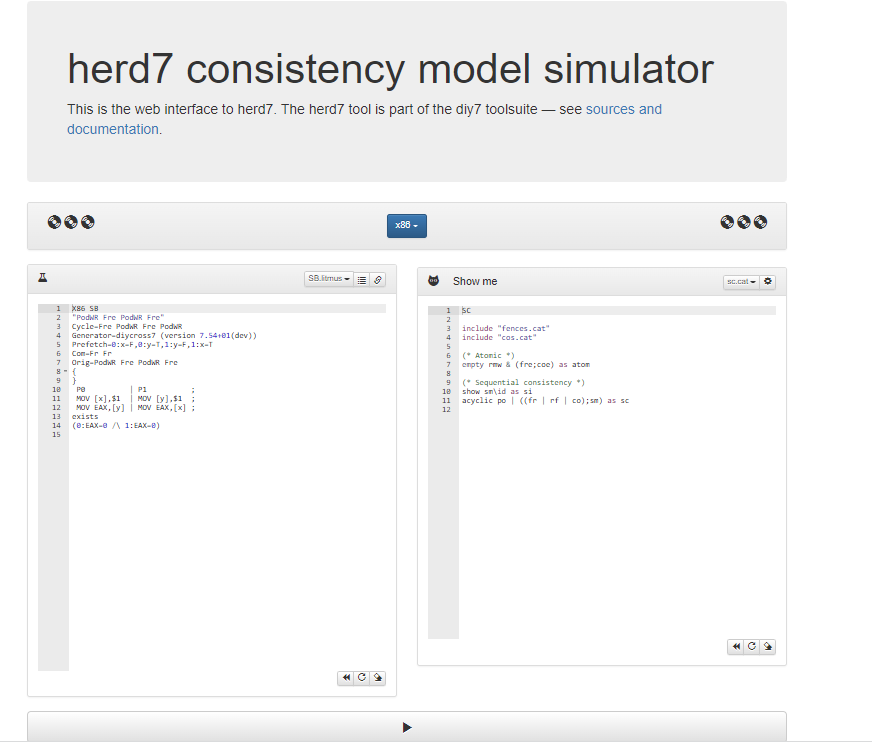 herd7 consistency model simulator
This is the web interface to herd7. The herd7 tool is part of the diy7 toolsuite — see sources and
documentation.
x86
SB.litmus
1 X86 SB
2 "PodWR Fre PodWR Fre"
3 Cycle=Fre PodWR Fre PodWR
4 Generator=diycross7 (version 7.54+01(dev))
5 Prefetch=0:x=F,0:y=T,1:y=F,1:x=T
6 Com=Fr Fr
7 Orig=PodWR Fre PodWR Fre
8 {
9 }
10 P0 | P1 ;
11 MOV [x],$1 | MOV [y],$1 ;
12 MOV EAX,[y] | MOV EAX,[x] ;
13 exists
14 (0:EAX=0 /\ 1:EAX=0)
15
Show me
sc.cat
1 SC
2
3 include "fences.cat"
4 include "cos.cat"
5
6 (* Atomic *)
7 empty rmw & (fre;coe) as atom
8
9 (* Sequential consistency *)
10 show sm\id as si
11 acyclic po | ((fr | rf | co);sm) as sc
12